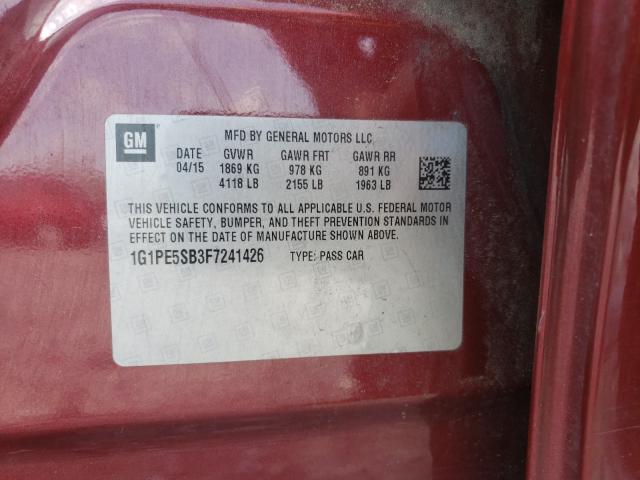 GM
MFD BY GENERAL MOTORS LLC
DATE GVWR GAWR FRT GAWR RR
04/15 1869 KG 978 KG 891 KG
4118 LB 2155 LB 1963 LB
THIS VEHICLE CONFORMS TO ALL APPLICABLE U.S. FEDERAL MOTOR
VEHICLE SAFETY, BUMPER, AND THEFT PREVENTION STANDARDS IN
EFFECT ON THE DATE OF MANUFACTURE SHOWN ABOVE.
1G1PE5SB3F7241426 TYPE: PASS CAR